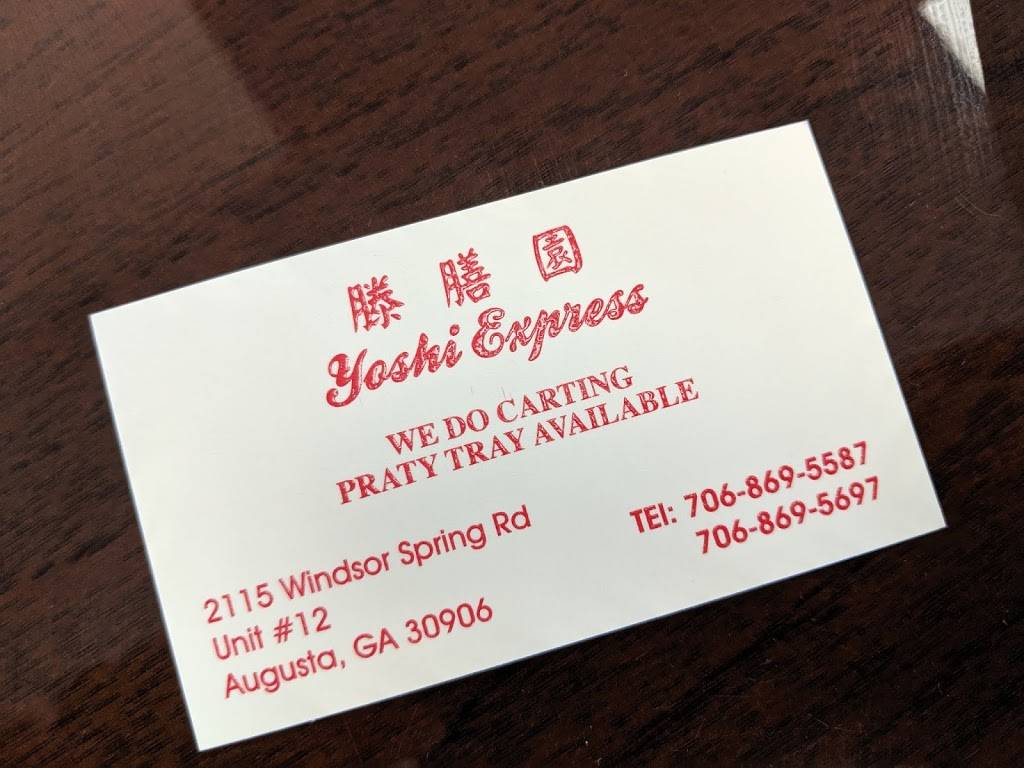 滕膳園
Yoshi Express
WE DO CARTING
PRATY TRAY AVAILABLE
2115 Windsor Spring Rd
Unit #12
Augusta, GA 30906
TEl: 706-869-5587
706-869-5697